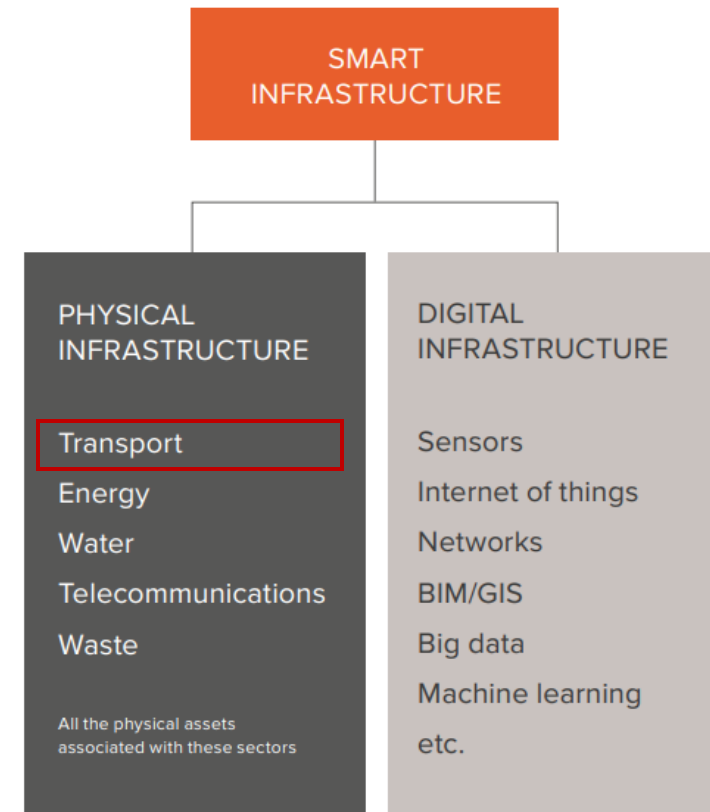 SMART
INFRASTRUCTURE
PHYSICAL
INFRASTRUCTURE
Transport
Energy
Water
Telecommunications
Waste
All the physical assets
associated with these sectors
DIGITAL
INFRASTRUCTURE
Sensors
Internet of things
Networks
BIM/GIS
Big data
Machine learning
etc.